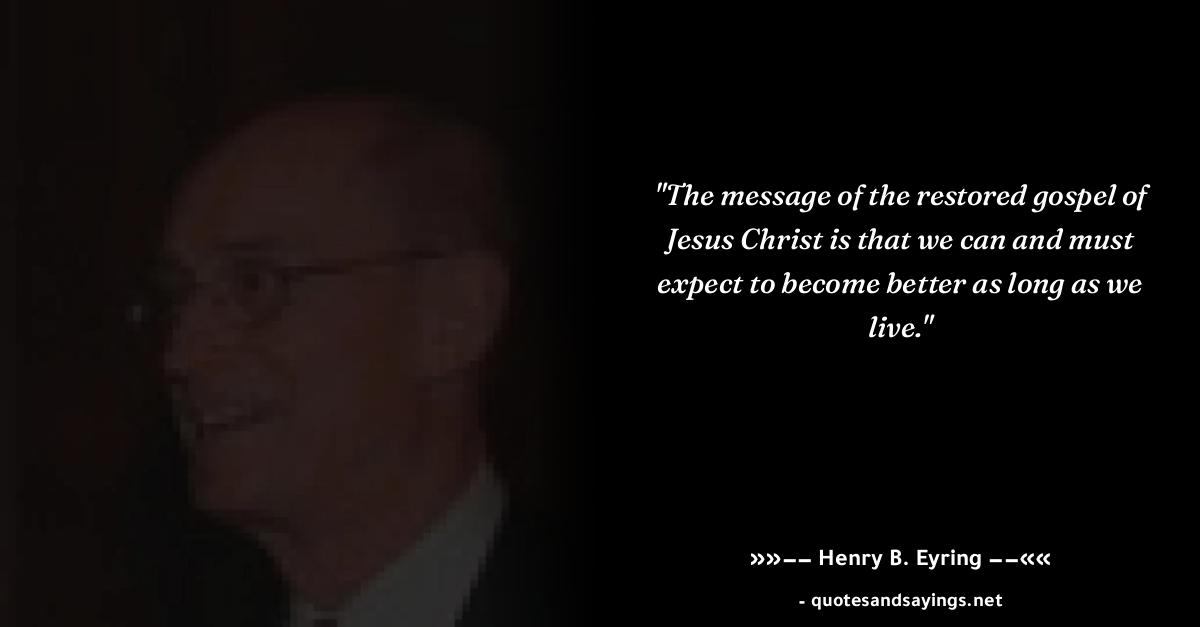 "The message of the restored gospel of
Jesus Christ is that we can and must
expect to become better as long as we
live."
»»−− Henry B. Eyring −−««
- quotesandsayings.net